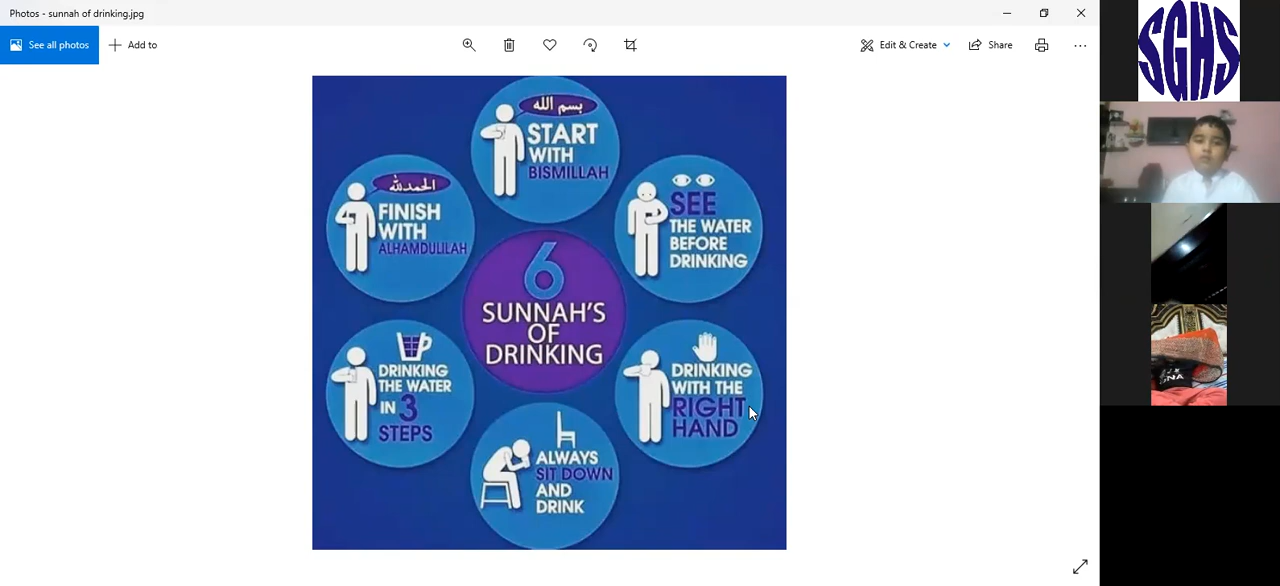 Photos - sunnah of drinking.jpg
See all photos
Add to
Edit & Create
Share
SGHS
بسم الله
START
WITH
BISMILLAH
SEE
THE WATER
BEFORE
DRINKING
DRINKING
WITH THE
RIGHT
HAND
ALWAYS
SIT DOWN
AND
DRINK
DRINKING
THE WATER
IN 3
STEPS
الحمدلله
FINISH
WITH
ALHAMDULILAH
6
SUNNAH'S
OF
DRINKING